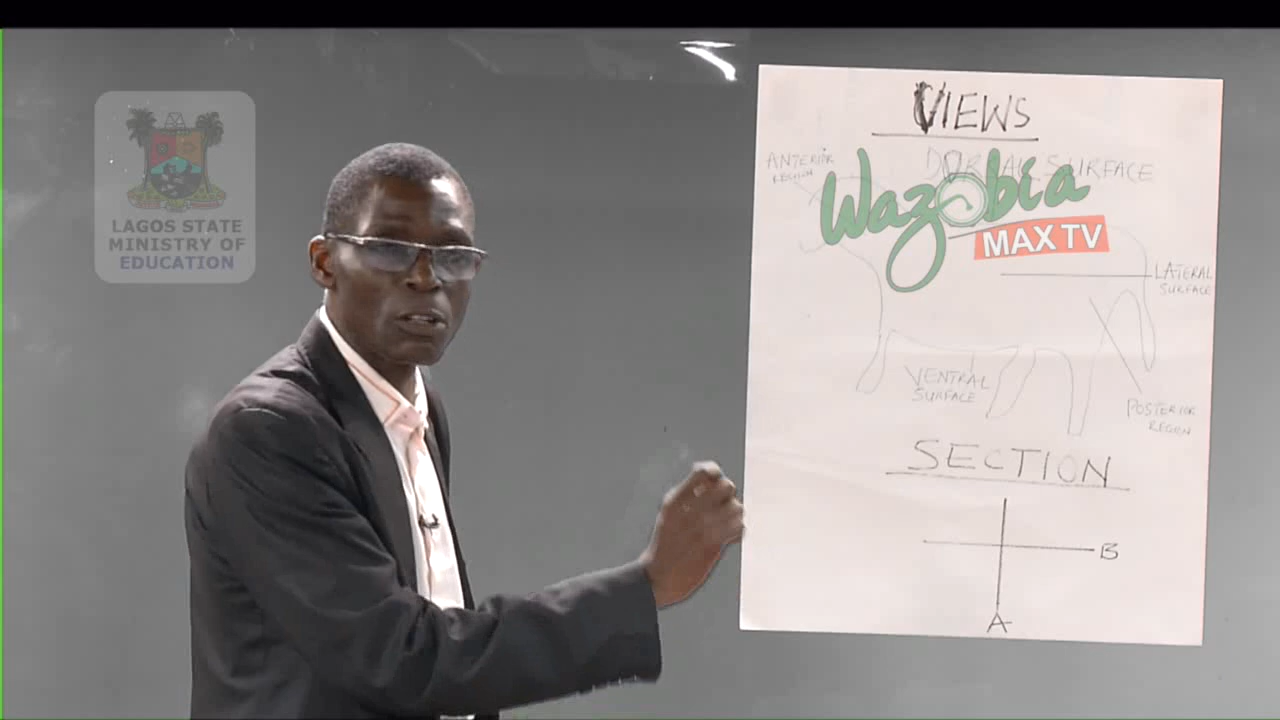 LAGOS STATE
MINISTRY OF
EDUCATION
VIEWS
ANTERIOR
REGION
DORSAL SURFACE
Wazobia
MAX TV
LATERAL
SURFACE
VENTRAL
SURFACE
POSTERIOR
REGION
SECTION
B
A